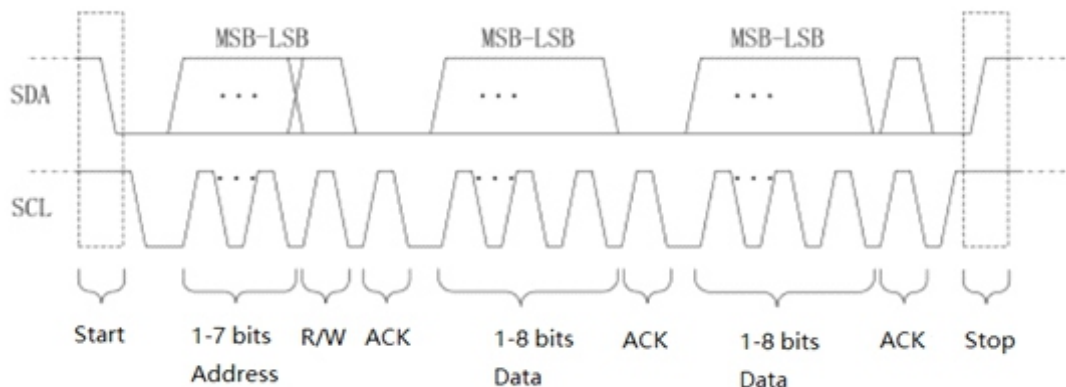 MSB-LSB MSB-LSB MSB-LSB
SDA
SCL
Start 1-7 bits R/W ACK 1-8 bits ACK 1-8 bits ACK Stop
Address Data Data